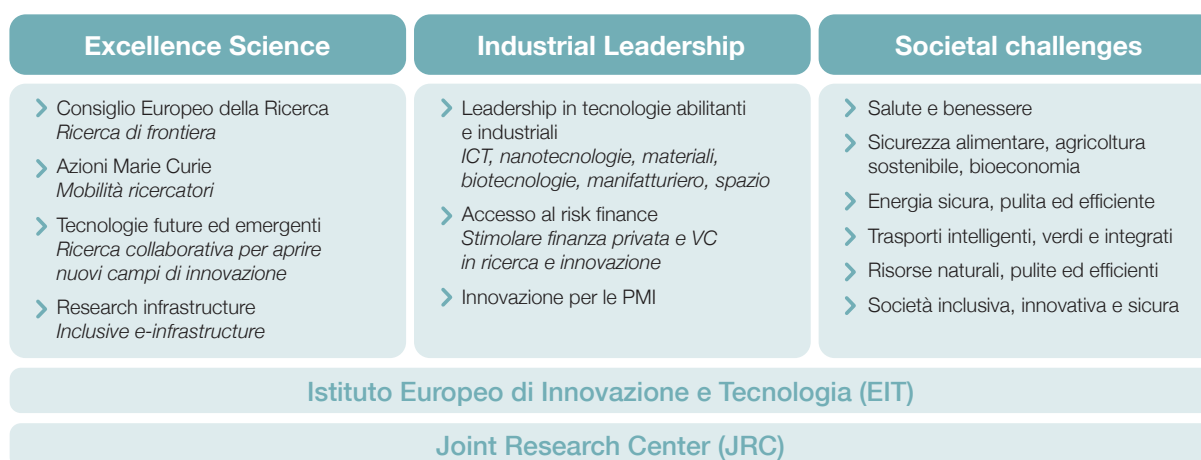 Excellence Science
Consiglio Europeo della Ricerca
Ricerca di frontiera
Azioni Marie Curie
Mobilità ricercatori
Tecnologie future ed emergenti
Ricerca collaborativa per aprire
nuovi campi di innovazione
Research infrastructure
Inclusive e-infrastructure
Industrial Leadership
Leadership in tecnologie abilitanti
e industriali
ICT, nanotecnologie, materiali,
biotecnologie, manifatturiero, spazio
Accesso al risk finance
Stimolare finanza privata e VC
in ricerca e innovazione
Innovazione per le PMI
Societal challenges
Salute e benessere
Sicurezza alimentare, agricoltura
sostenibile, bioeconomia
Energia sicura, pulita ed efficiente
Trasporti intelligenti, verdi e integrati
Risorse naturali, pulite ed efficienti
Società inclusiva, innovativa e sicura
Istituto Europeo di Innovazione e Tecnologia (EIT)
Joint Research Center (JRC)